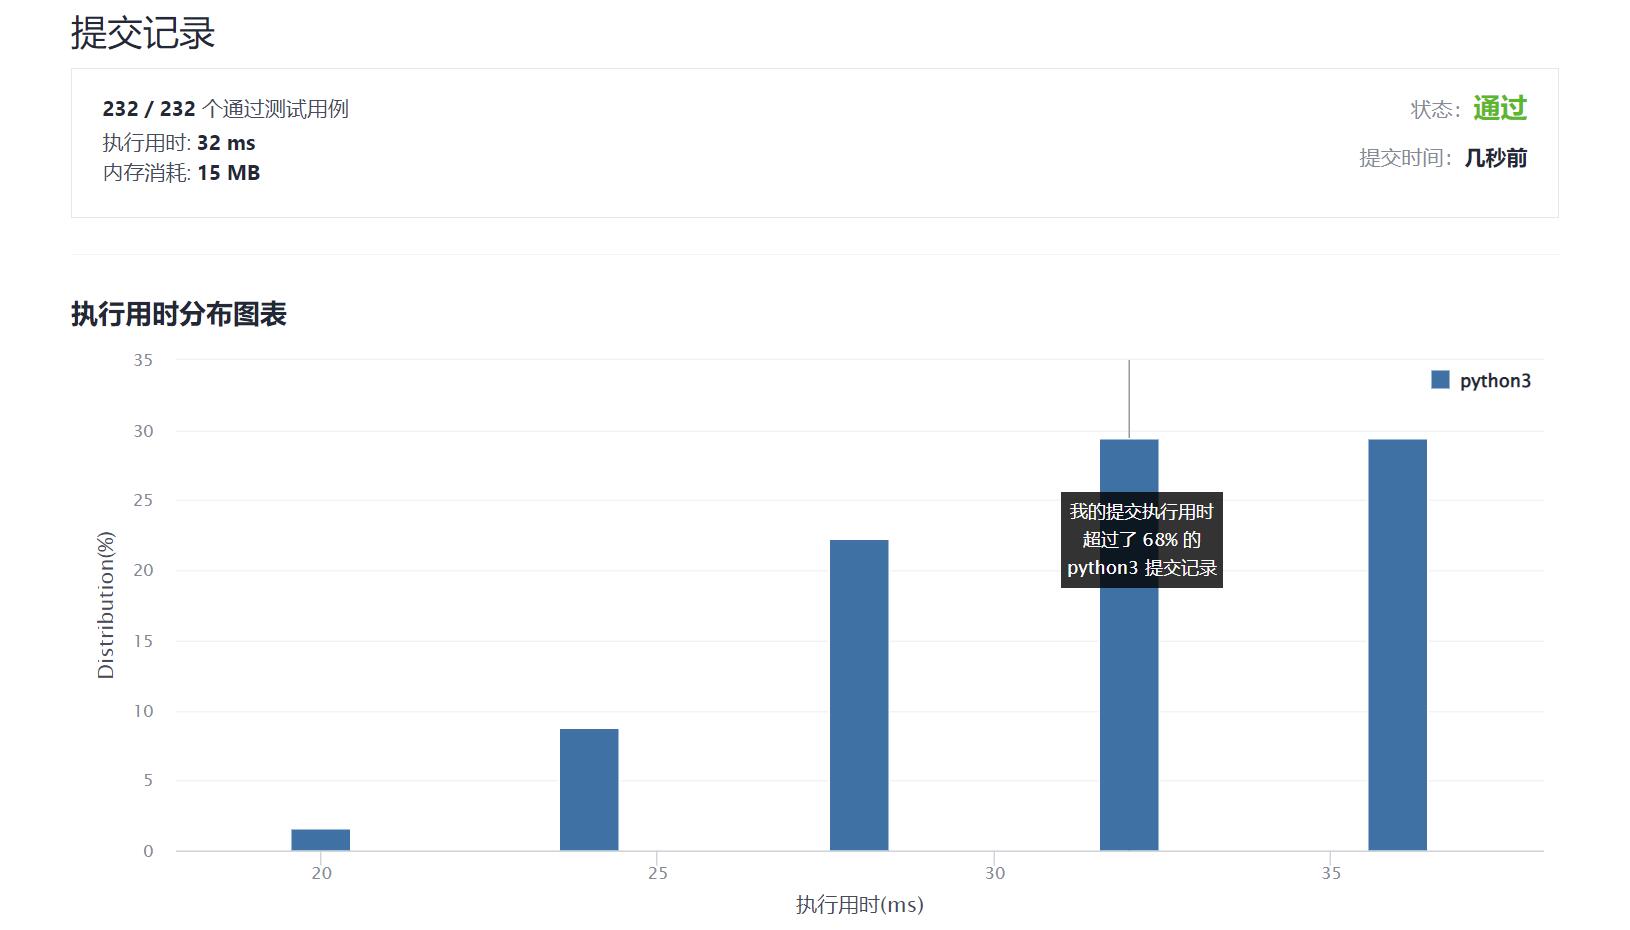 提交记录
232 / 232 个通过测试用例
状态：通过
执行用时: 32 ms
提交时间：几秒前
内存消耗: 15 MB
执行用时分布图表
35
30
25
20
15
10
5
0
Distribution(%)
python3
我的提交执行用时
超过了 68% 的
python3 提交记录
20
25
30
35
执行用时(ms)